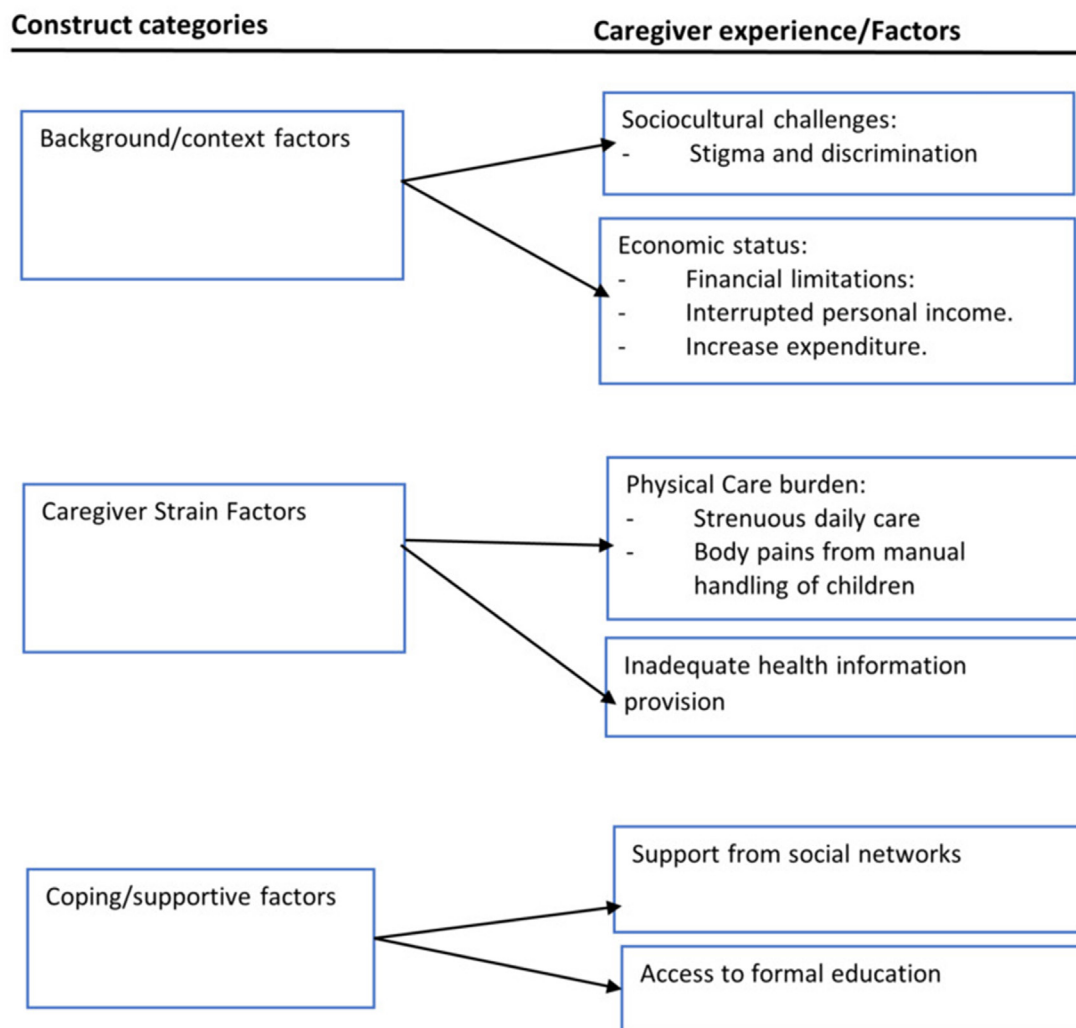 Construct categories
Caregiver experience/Factors
Background/context factors
Sociocultural challenges:
- Stigma and discrimination
Economic status:
- Financial limitations:
- Interrupted personal income.
- Increase expenditure.
Caregiver Strain Factors
Physical Care burden:
- Strenuous daily care
- Body pains from manual
handling of children
Inadequate health information
provision
Coping/supportive factors
Support from social networks
Access to formal education